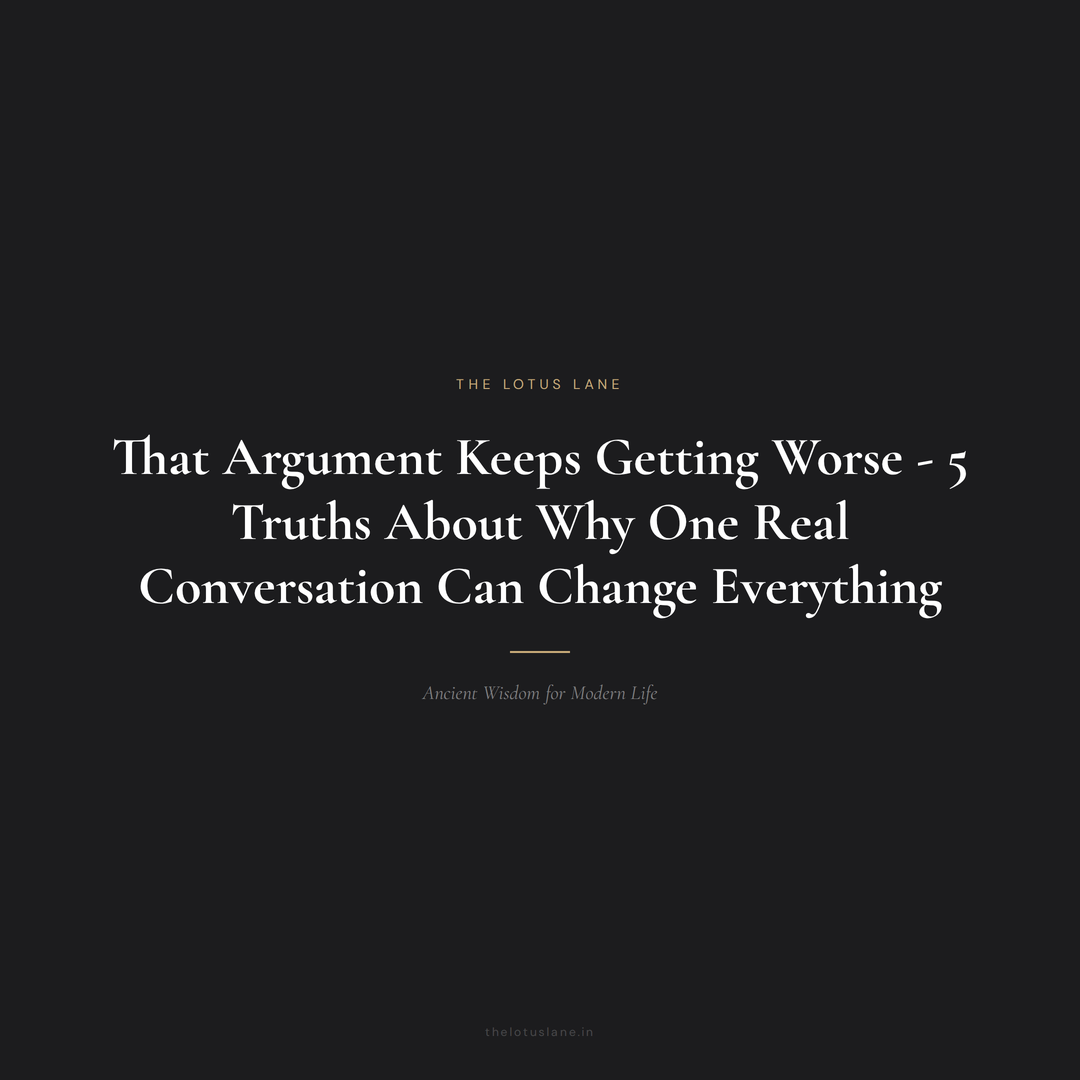 THE LOTUS LANE
That Argument Keeps Getting Worse - 5
Truths About Why One Real
Conversation Can Change Everything
Ancient Wisdom for Modern Life
thelotuslane.in